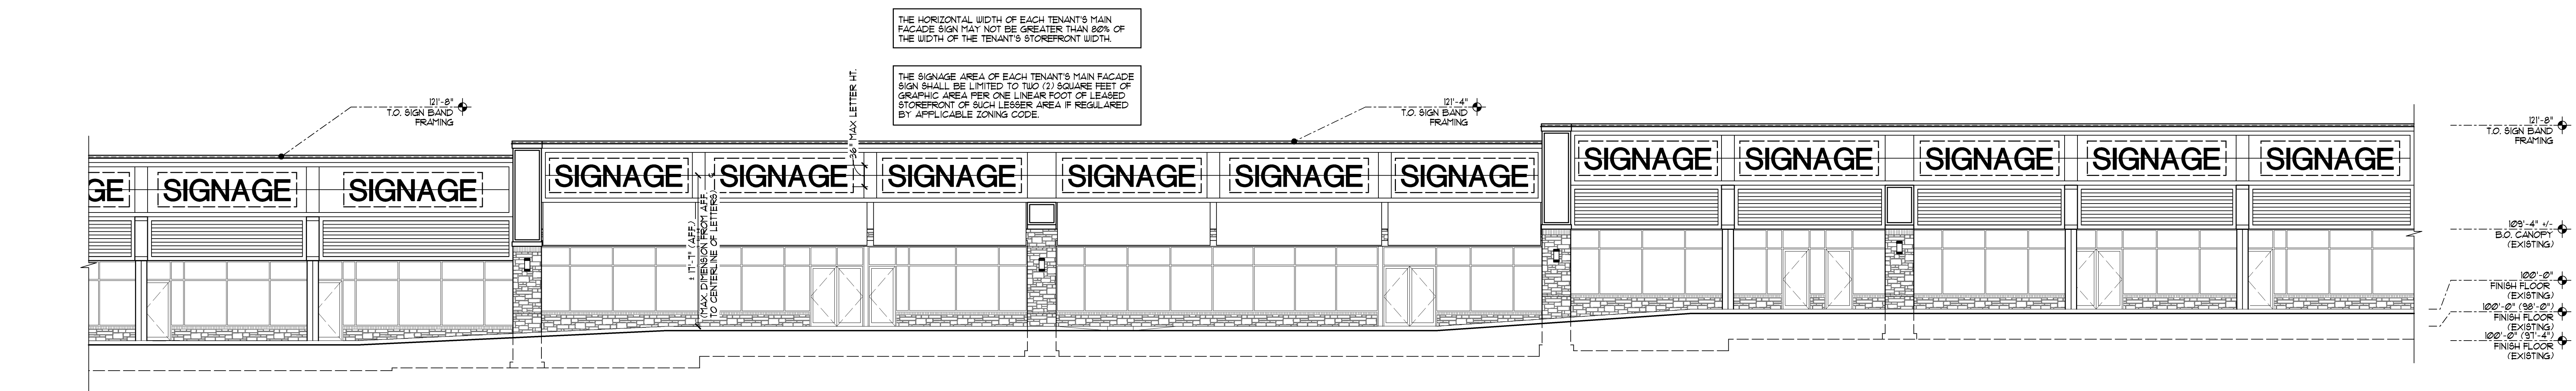 THE HORIZONTAL WIDTH OF EACH TENANT'S MAIN
FACADE SIGN MAY NOT BE GREATER THAN 80% OF
THE WIDTH OF THE TENANT'S STOREFRONT WIDTH.
THE SIGNAGE AREA OF EACH TENANT'S MAIN FACADE
SIGN SHALL BE LIMITED TO TWO (2) SQUARE FEET OF
GRAPHIC AREA PER ONE LINEAR FOOT OF LEASED
STOREFRONT OF SUCH LESSER AREA IF REGULARED
BY APPLICABLE ZONING CODE.
121'-8"
T.O. SIGN BAND
FRAMING
36" MAX LETTER HT.
121'-4"
T.O. SIGN BAND
FRAMING
121'-8"
T.O. SIGN BAND
FRAMING
GE
SIGNAGE
SIGNAGE
SIGNAGE
SIGNAGE
SIGNAGE
SIGNAGE
SIGNAGE
SIGNAGE
SIGNAGE
SIGNAGE
SIGNAGE
SIGNAGE
SIGNAGE
± 17'-7" (AFF.)
(MAX. DIMENSION FROM AFF.
TO CENTERLINE OF LETTERS)
109'-4" +/-
B.O. CANOPY
(EXISTING)
100'-0"
FINISH FLOOR
(EXISTING)
100'-0" (98'-0")
FINISH FLOOR
(EXISTING)
100'-0" (97'-4")
FINISH FLOOR
(EXISTING)